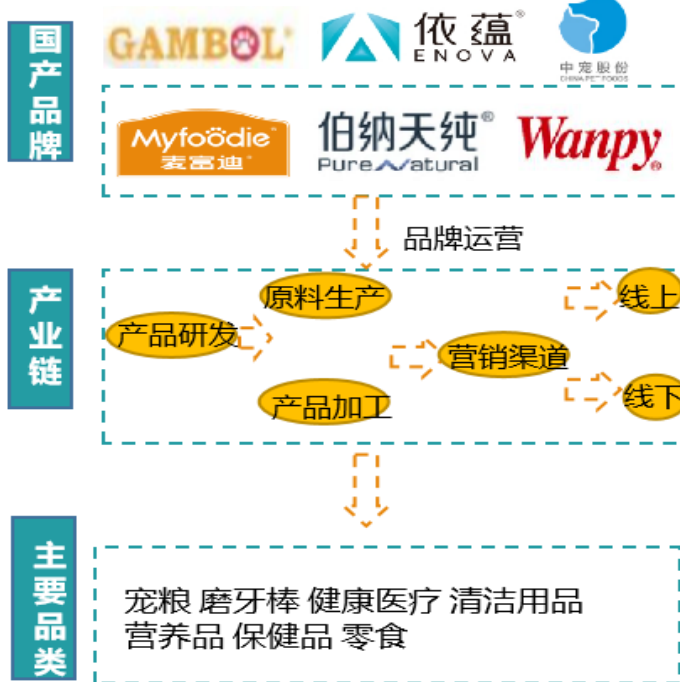 国产品牌
GAMBOL
依蕴®
ENOVA
中宠股份
CHINA PET FOODS
Myfoodie
麦富迪
伯纳天纯®
Pure Natural
Wanpy®
品牌运营
产业链
原料生产
线上
产品研发
营销渠道
产品加工
线下
主要品类
宠粮 磨牙棒 健康医疗 清洁用品
营养品 保健品 零食